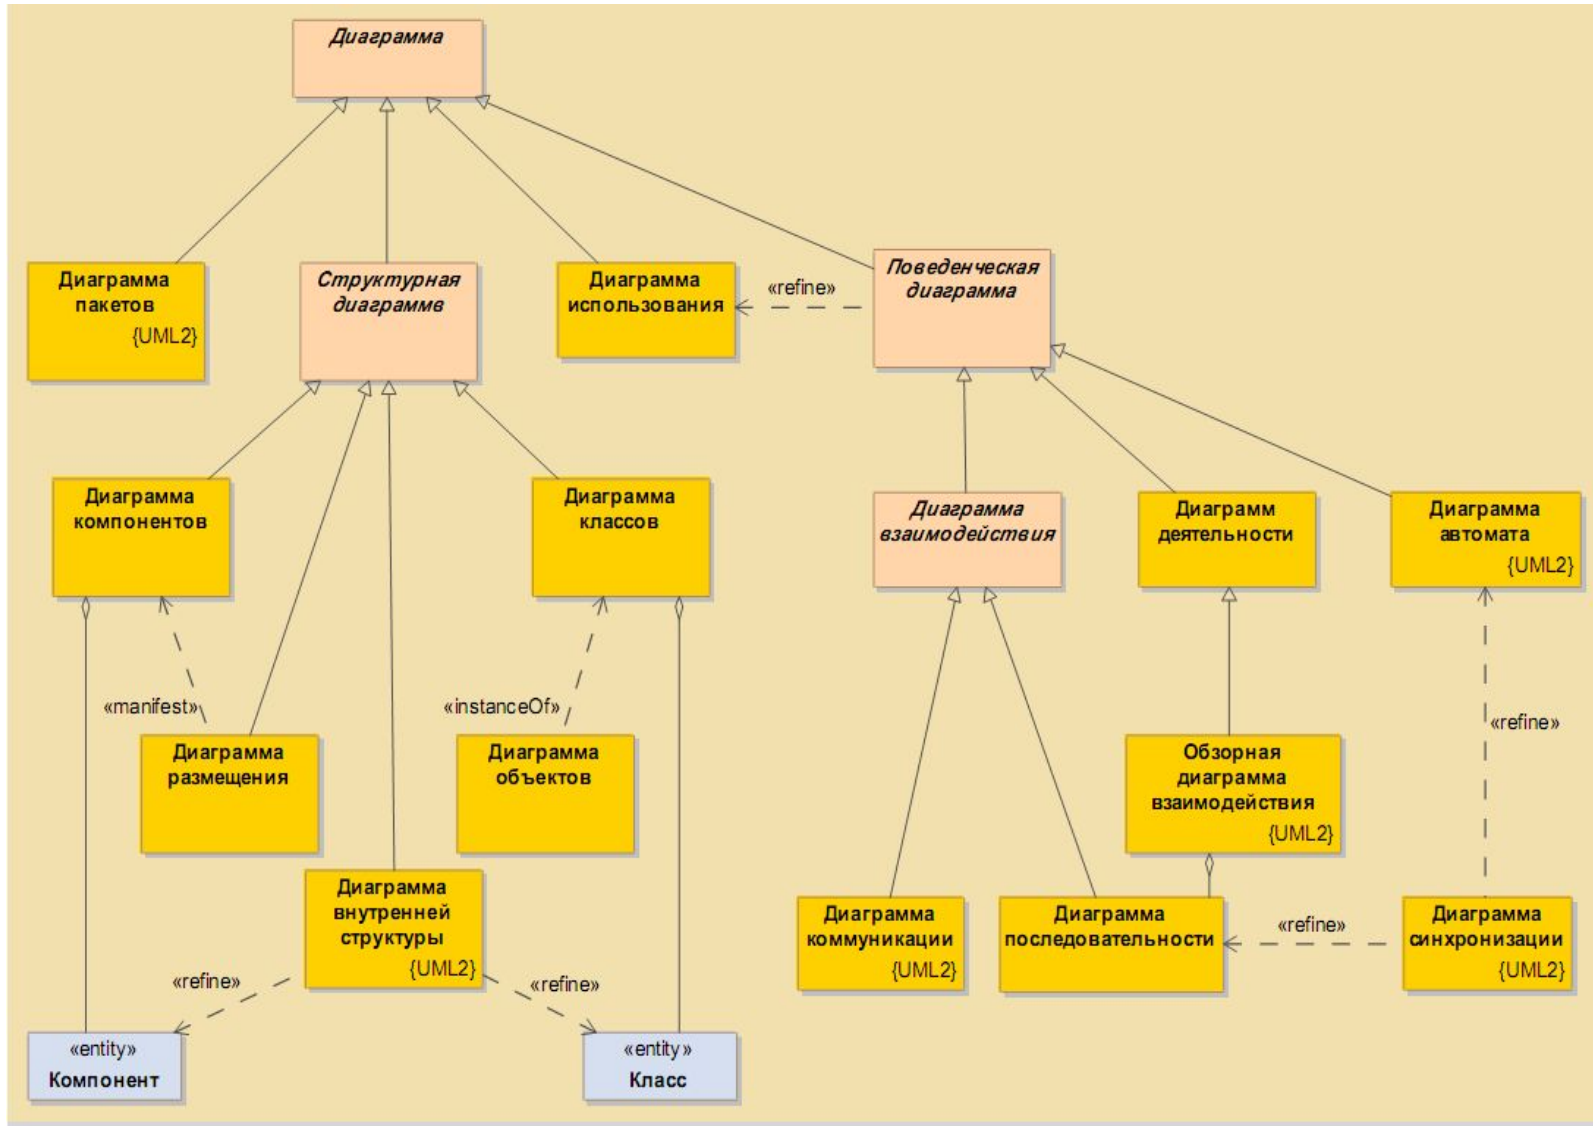 Диаграмма
Диаграмма
пакетов
{UML2}
Структурная
диаграммв
Диаграмма
использования
«refine»
Поведенческая
диаграмма
Диаграмма
компонентов
Диаграмма
классов
Диаграмма
взаимодействия
Диаграмм
деятельности
Диаграмма
автомата
{UML2}
«manifest»
«instanceOf»
«refine»
Диаграмма
размещения
Диаграмма
объектов
Обзорная
диаграмма
взаимодействия
{UML2}
Диаграмма
внутренней
структуры
{UML2}
Диаграмма
коммуникации
{UML2}
Диаграмма
последовательности
«refine»
Диаграмма
синхронизации
{UML2}
«refine»
«refine»
«entity»
Компонент
«entity»
Класс